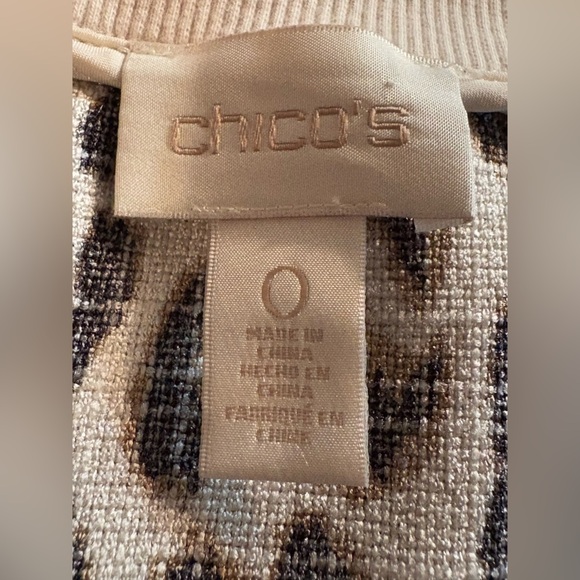 chico's
0
MADE IN
CHINA
HECHO EN
CHINA
FABRIQUÉ EN
CHINE